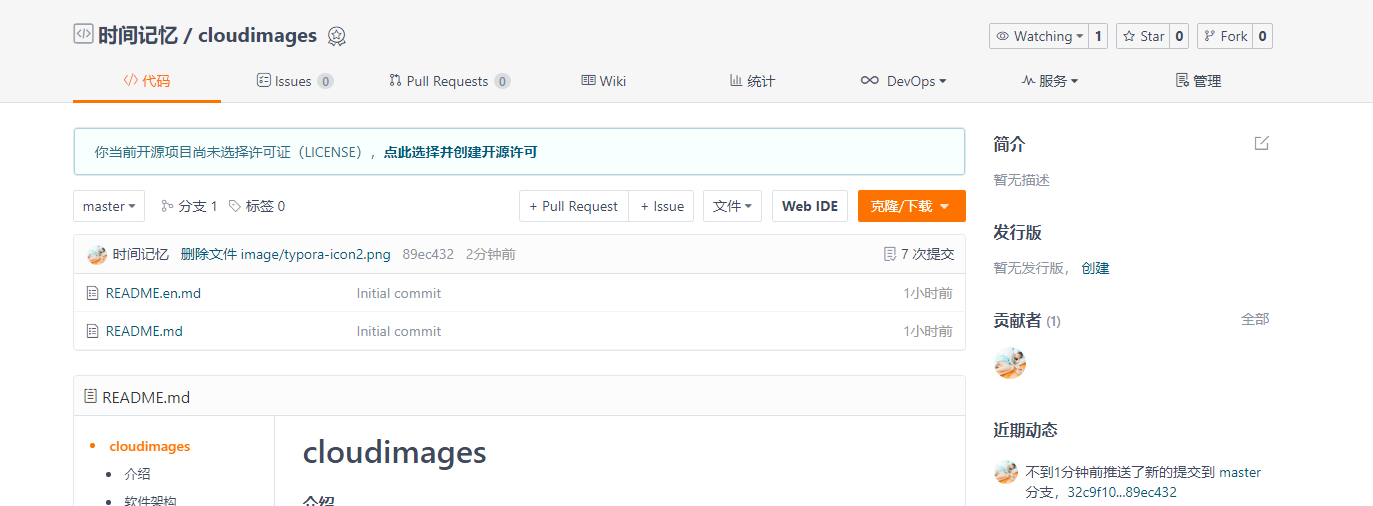 时间记忆 / cloudimages
Watching 1 Star 0 Fork 0
代码 Issues 0 Pull Requests 0 Wiki 统计 DevOps 服务 管理
你当前开源项目尚未选择许可证（LICENSE），点此选择并创建开源许可
master 分支 1 标签 0 + Pull Request + Issue 文件 Web IDE 克隆/下载
时间记忆 删除文件 image/typora-icon2.png 89ec432 2分钟前 7 次提交
README.en.md Initial commit 1小时前
README.md Initial commit 1小时前
README.md
cloudimages
介绍
软件架构
cloudimages
介绍
简介
暂无描述
发行版
暂无发行版， 创建
贡献者 (1) 全部
近期动态
不到1分钟前推送了新的提交到 master
分支，32c9f10...89ec432